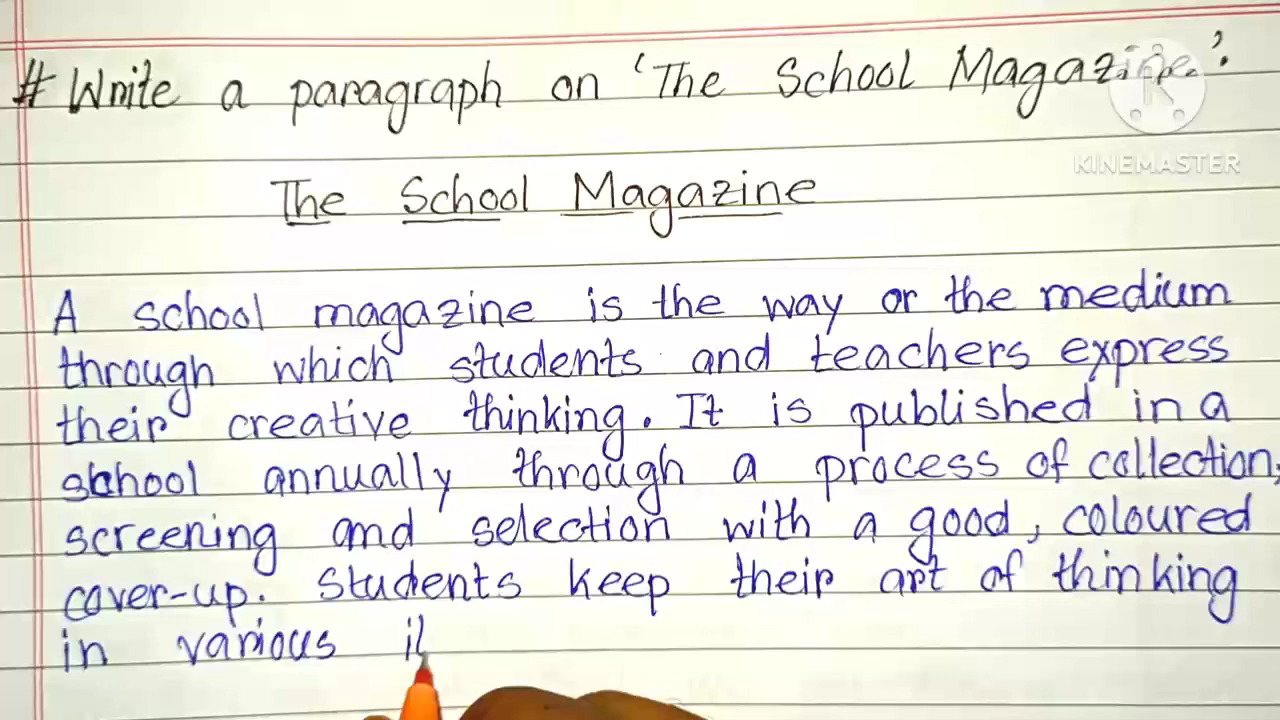 # Write a paragraph on 'The School Magazine'.
KINEMASTER
The School Magazine
A school magazine is the way or the medium
through which students and teachers express
their creative thinking. It is published in a
school annually through a process of collection,
screening and selection with a good, coloured
cover-up. Students keep their art of thinking
in various